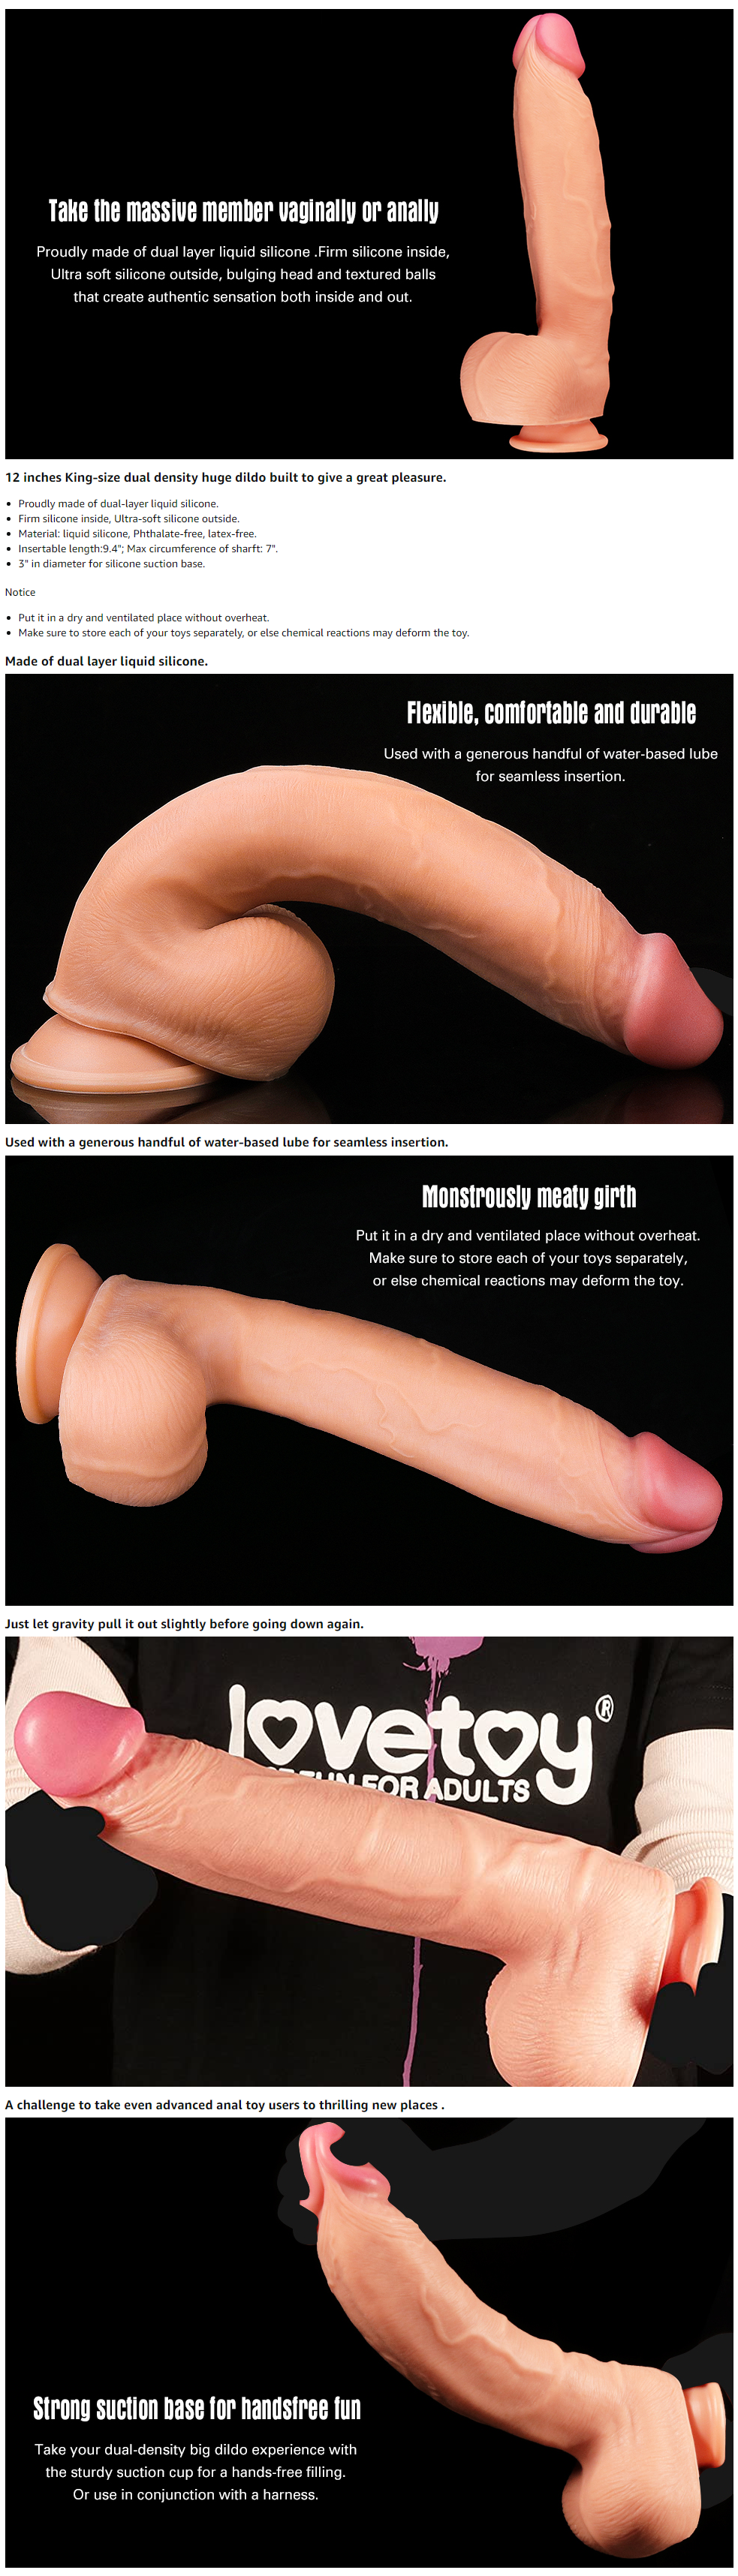 Take the massive member vaginally or anally
Proudly made of dual layer liquid silicone .Firm silicone inside,
Ultra soft silicone outside, bulging head and textured balls
that create authentic sensation both inside and out.
12 inches King-size dual density huge dildo built to give a great pleasure.
• Proudly made of dual-layer liquid silicone.
• Firm silicone inside, Ultra-soft silicone outside.
• Material: liquid silicone, Phthalate-free, latex-free.
• Insertable length:9.4"; Max circumference of sharft: 7".
• 3" in diameter for silicone suction base.
Notice
• Put it in a dry and ventilated place without overheat.
• Make sure to store each of your toys separately, or else chemical reactions may deform the toy.
Made of dual layer liquid silicone.
Flexible, comfortable and durable
Used with a generous handful of water-based lube
for seamless insertion.
Used with a generous handful of water-based lube for seamless insertion.
Monstrously meaty girth
Put it in a dry and ventilated place without overheat.
Make sure to store each of your toys separately,
or else chemical reactions may deform the toy.
Just let gravity pull it out slightly before going down again.
lovetoy®
FOR ADULTS
A challenge to take even advanced anal toy users to thrilling new places .
Strong suction base for handsfree fun
Take your dual-density big dildo experience with
the sturdy suction cup for a hands-free filling.
Or use in conjunction with a harness.